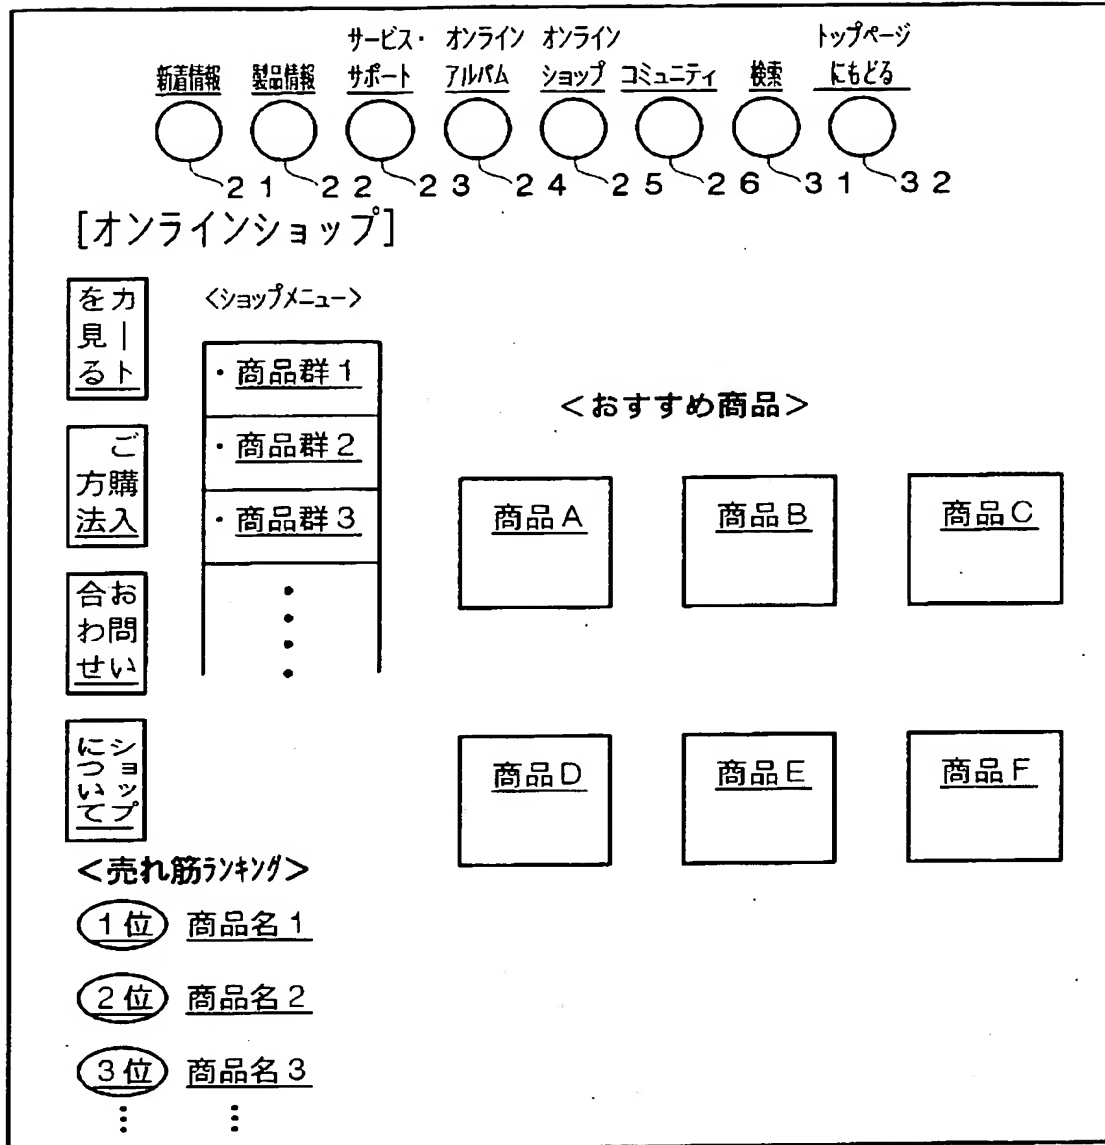 新着情報
製品情報
サービス・
サポート
オンライン
アルバム
オンライン
ショップ
コミュニティ
検索
トップページ
にもどる
21
22
23
24
25
26
31
32
[オンラインショップ]
カート
を見る
ご購入
方法
お問い
合わせ
ショップ
について
<ショップメニュー>
・商品群1
・商品群2
・商品群3
<おすすめ商品>
商品A
商品B
商品C
商品D
商品E
商品F
<売れ筋ランキング>
1位 商品名1
2位 商品名2
3位 商品名3